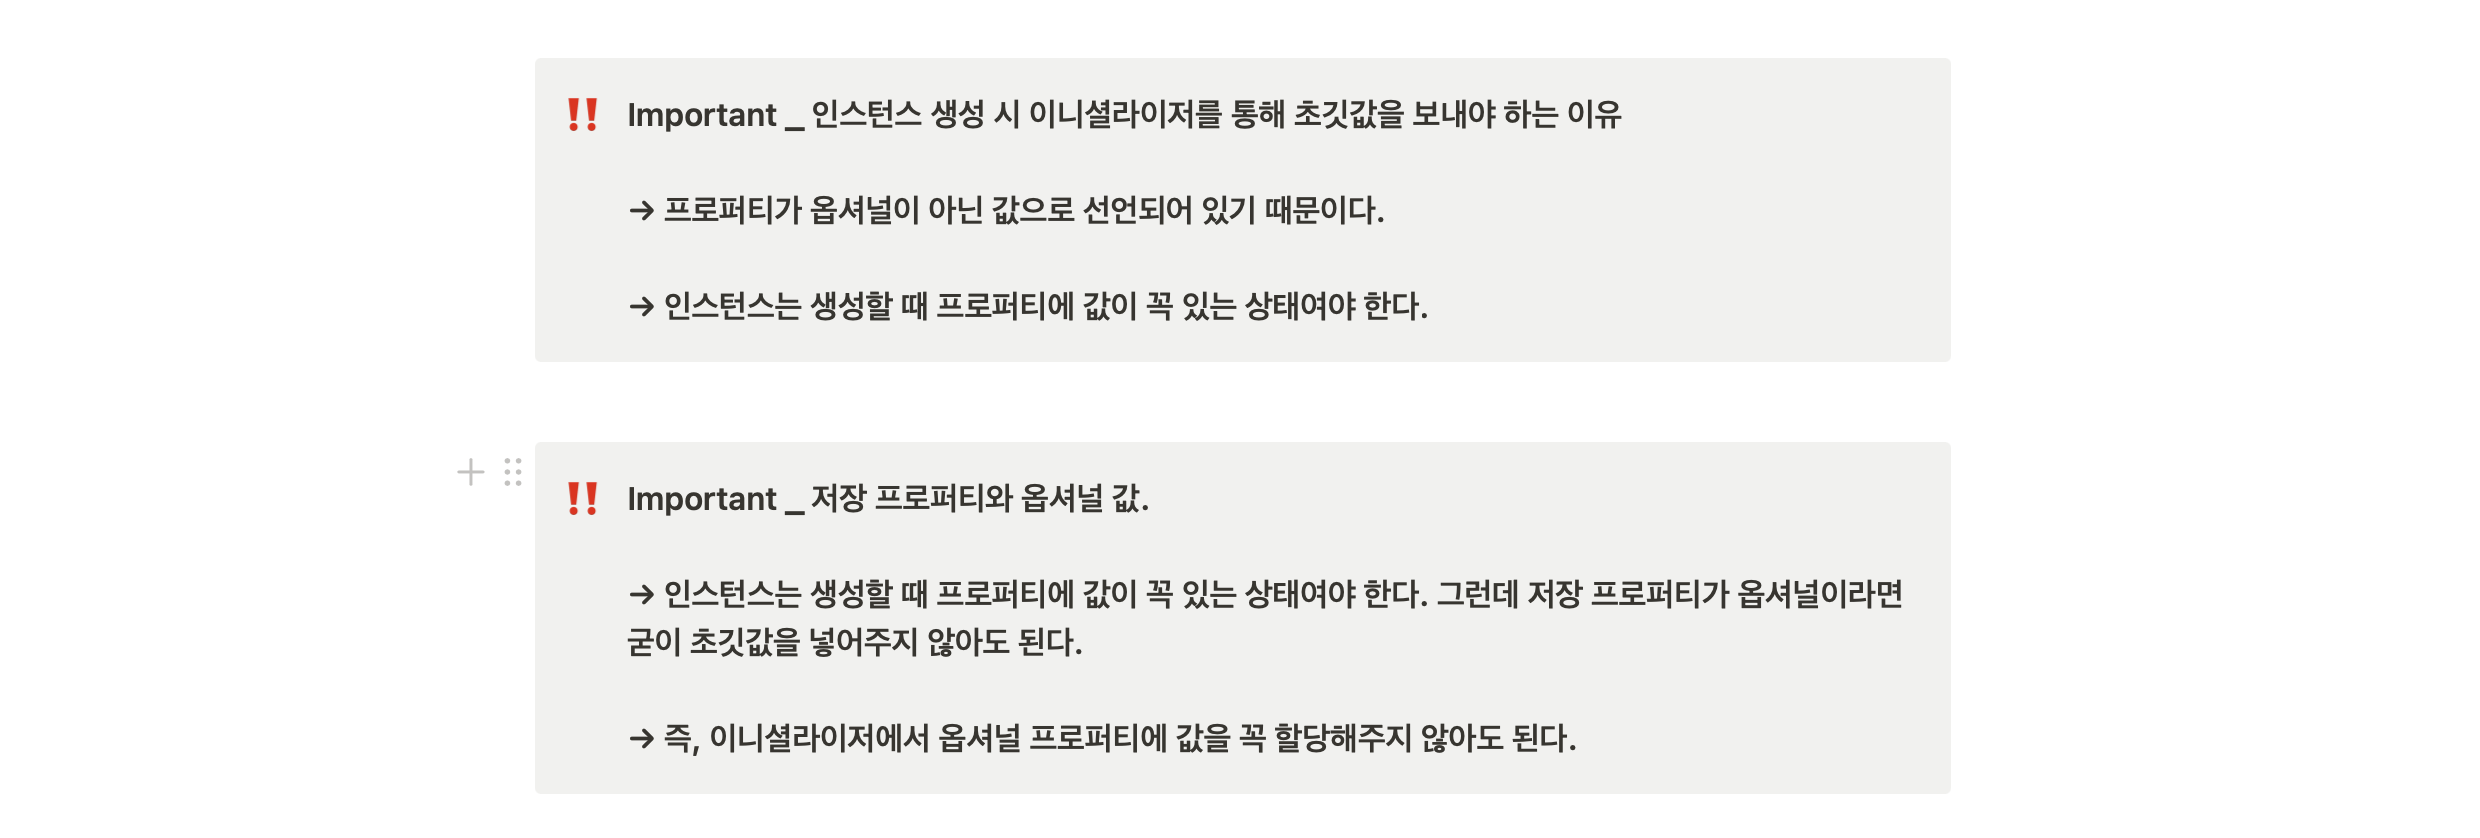 ‼ Important _ 인스턴스 생성 시 이니셜라이저를 통해 초깃값을 보내야 하는 이유
→ 프로퍼티가 옵셔널이 아닌 값으로 선언되어 있기 때문이다.
→ 인스턴스는 생성할 때 프로퍼티에 값이 꼭 있는 상태여야 한다.
‼ Important _ 저장 프로퍼티와 옵셔널 값.
→ 인스턴스는 생성할 때 프로퍼티에 값이 꼭 있는 상태여야 한다. 그런데 저장 프로퍼티가 옵셔널이라면
굳이 초깃값을 넣어주지 않아도 된다.
→ 즉, 이니셜라이저에서 옵셔널 프로퍼티에 값을 꼭 할당해주지 않아도 된다.